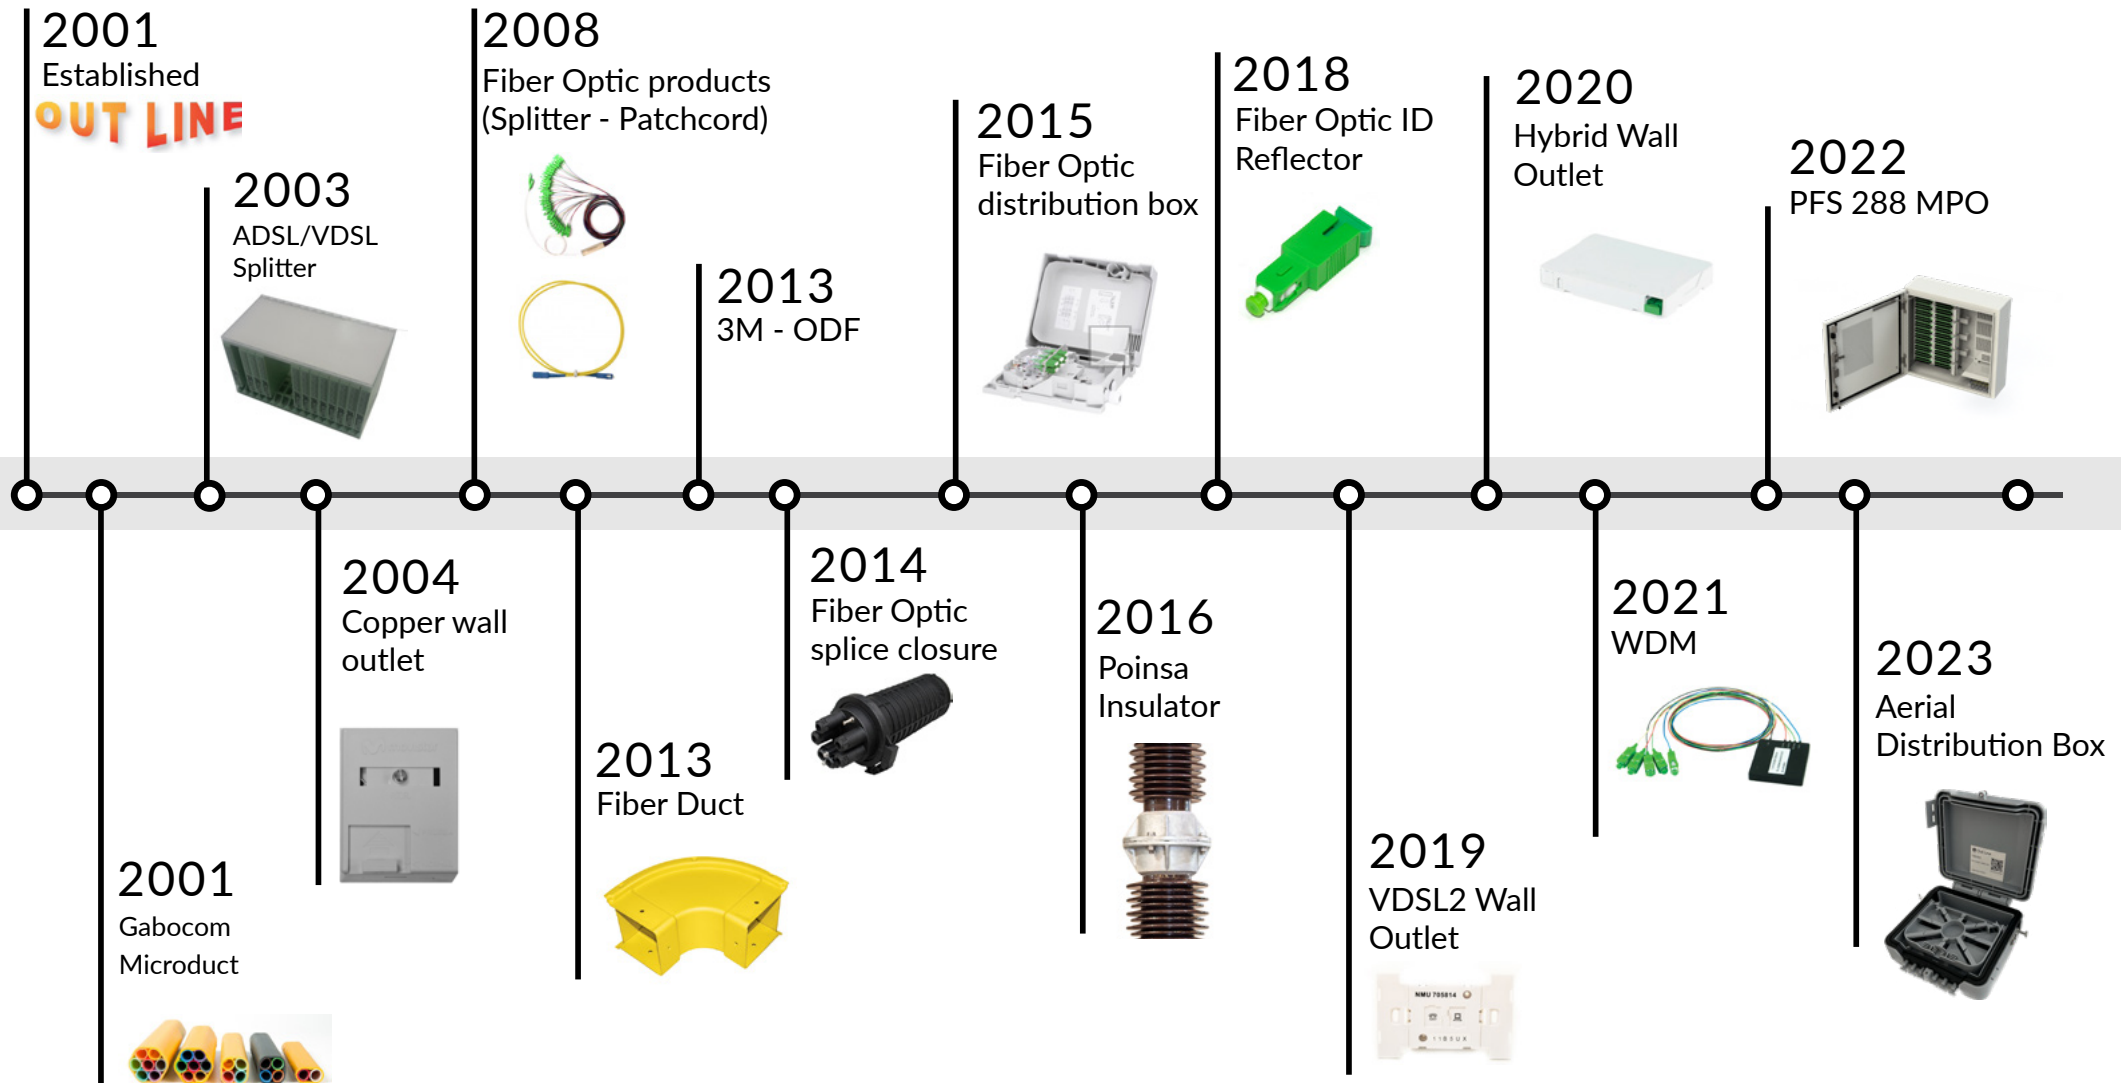 2001
Established
OUT LINE
2008
Fiber Optic products
(Splitter - Patchcord)
2018
Fiber Optic ID
Reflector
2020
Hybrid Wall
Outlet
2015
Fiber Optic
distribution box
2022
PFS 288 MPO
2003
ADSL/VDSL
Splitter
2013
3M - ODF
2004
Copper wall
outlet
2014
Fiber Optic
splice closure
2016
Poinsa
Insulator
2021
WDM
2023
Aerial
Distribution Box
2013
Fiber Duct
2019
VDSL2 Wall
Outlet
NMU 705814
2001
Gabocom
Microduct